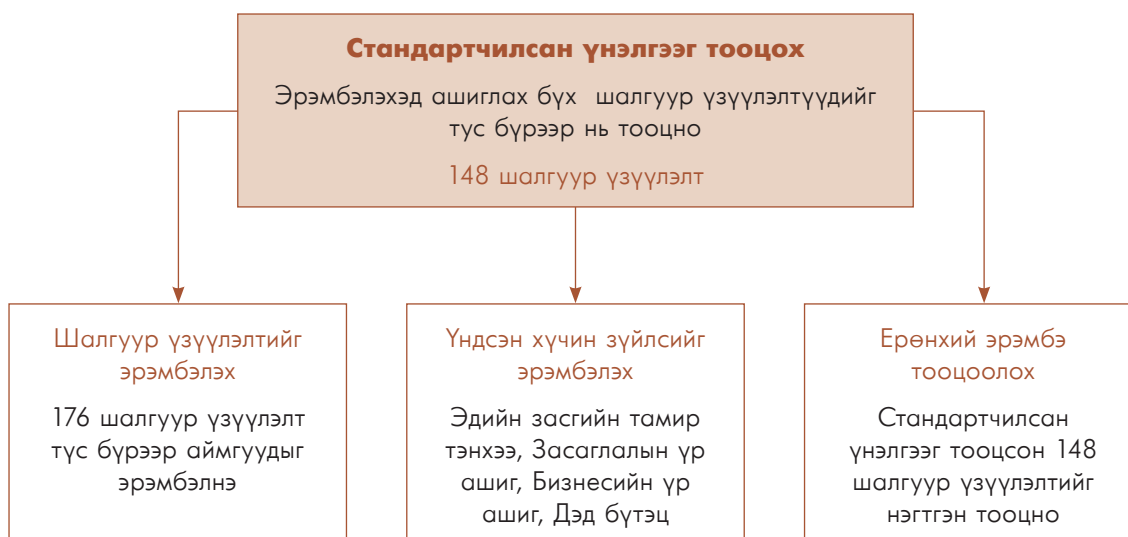 Стандартчилсан үнэлгээг тооцох
Эрэмбэлэхэд ашиглах бүх шалгуур үзүүлэлтүүдийг
тус бүрээр нь тооцно
148 шалгуур үзүүлэлт
Шалгуур үзүүлэлтийг
эрэмбэлэх
176 шалгуур үзүүлэлт
түс бүрээр аймгуудыг
эрэмбэлнэ
Үндсэн хүчин зүйлсийг
эрэмбэлэх
Эдийн засгийн тамир
тэнхээ, Засаглалын үр
ашиг, Бизнесийн үр
ашиг, Дэд бүтэц
Ерөнхий эрэмбэ
тооцоолох
Стандартчилсан
үнэлгээг тооцсон 148
шалгуур үзүүлэлтийг
нэгтгэн тооцно